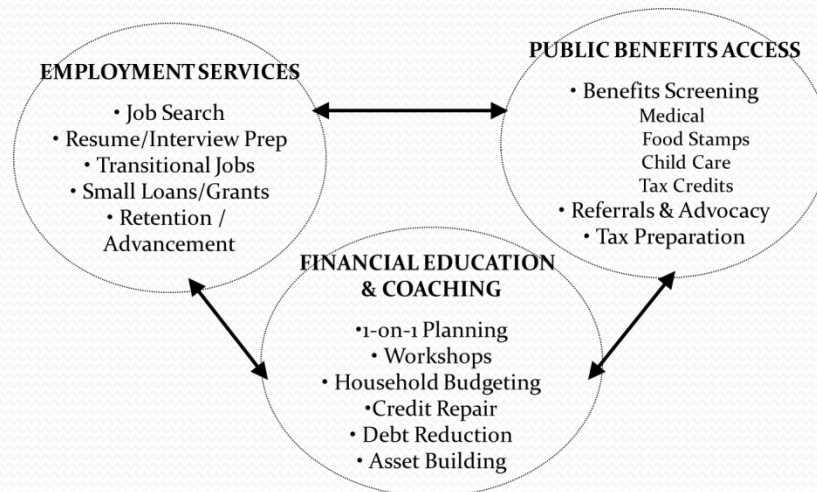 EMPLOYMENT SERVICES
• Job Search
• Resume/Interview Prep
• Transitional Jobs
• Small Loans/Grants
• Retention /
Advancement
PUBLIC BENEFITS ACCESS
• Benefits Screening
Medical
Food Stamps
Child Care
Tax Credits
• Referrals & Advocacy
• Tax Preparation
FINANCIAL EDUCATION
& COACHING
•1-on-1 Planning
• Workshops
• Household Budgeting
•Credit Repair
• Debt Reduction
• Asset Building